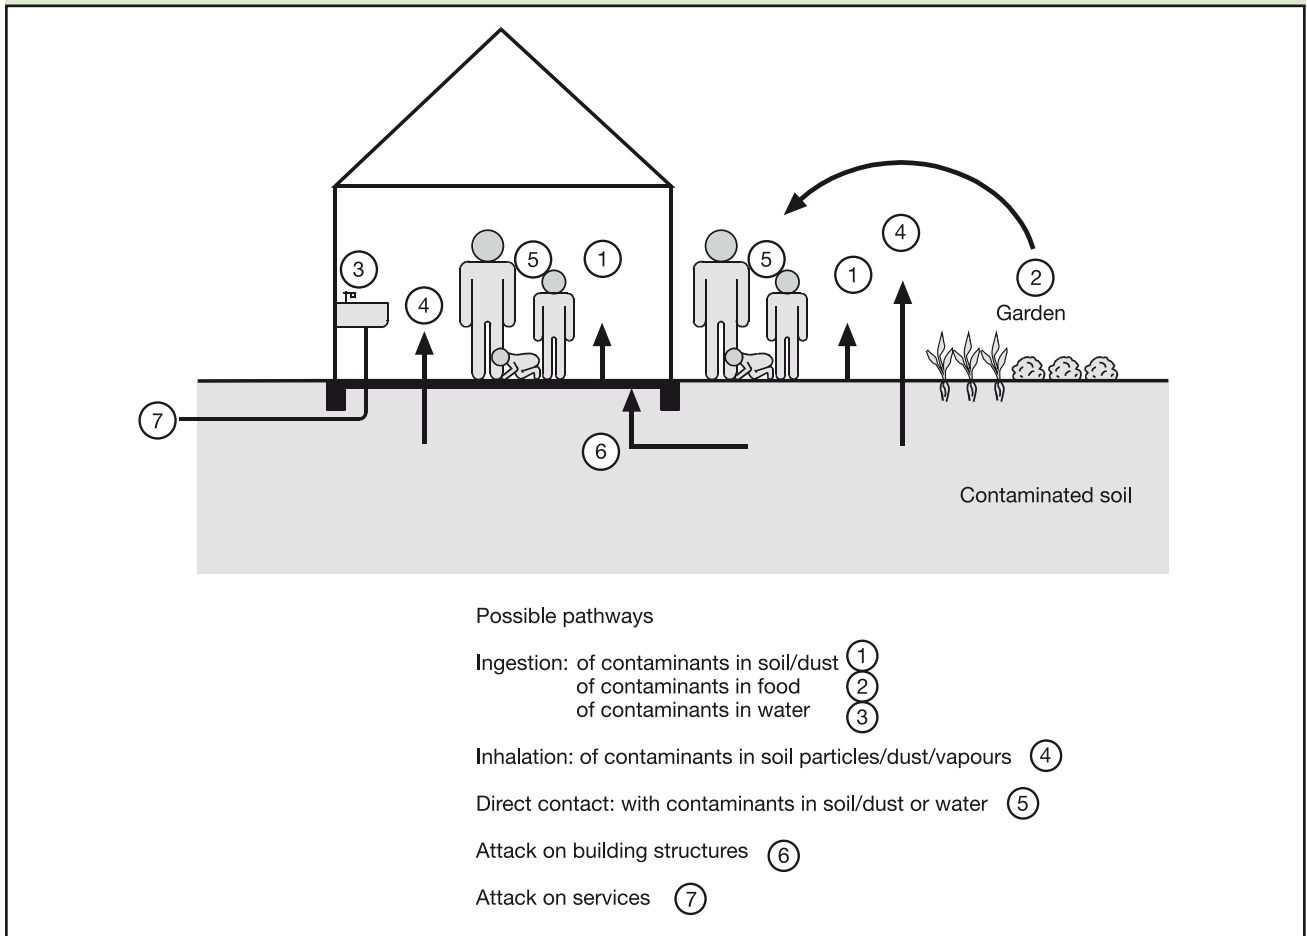 3
4
5
1
5
1
4
2
Garden
7
6
Contaminated soil
Possible pathways
Ingestion: of contaminants in soil/dust 1
of contaminants in food 2
of contaminants in water 3
Inhalation: of contaminants in soil particles/dust/vapours 4
Direct contact: with contaminants in soil/dust or water 5
Attack on building structures 6
Attack on services 7